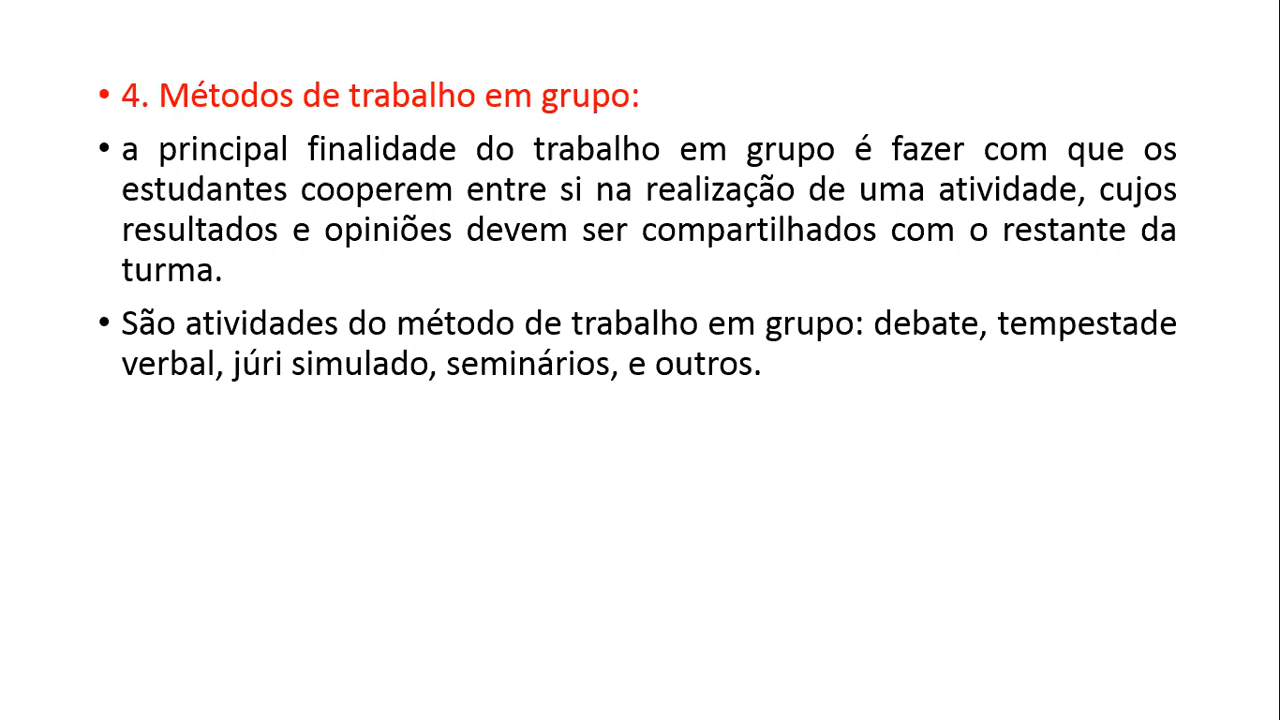 • 4. Métodos de trabalho em grupo:
• a principal finalidade do trabalho em grupo é fazer com que os
estudantes cooperem entre si na realização de uma atividade, cujos
resultados e opiniões devem ser compartilhados com o restante da
turma.
• São atividades do método de trabalho em grupo: debate, tempestade
verbal, júri simulado, seminários, e outros.